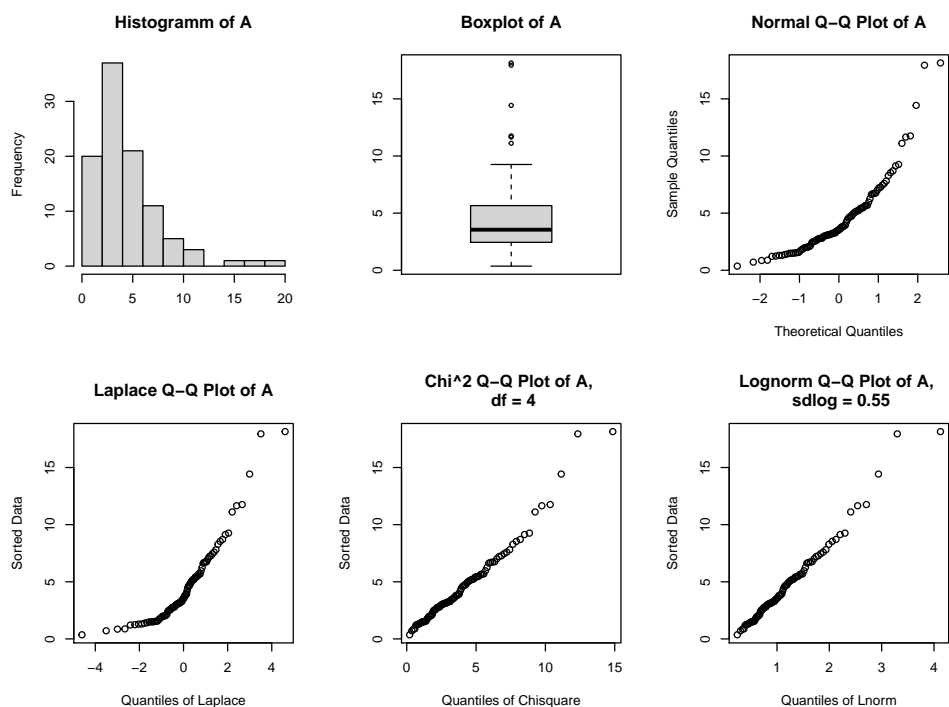 Histogramm of A
Frequency
0 10 20 30
0 5 10 15 20
Boxplot of A
0 5 10 15
Normal Q−Q Plot of A
Sample Quantiles
0 5 10 15
−2 −1 0 1 2
Theoretical Quantiles
Laplace Q−Q Plot of A
Sorted Data
0 5 10 15
−4 −2 0 2 4
Quantiles of Laplace
Chi^2 Q−Q Plot of A,
df = 4
Sorted Data
0 5 10 15
0 5 10 15
Quantiles of Chisquare
Lognorm Q−Q Plot of A,
sdlog = 0.55
Sorted Data
0 5 10 15
1 2 3 4
Quantiles of Lnorm